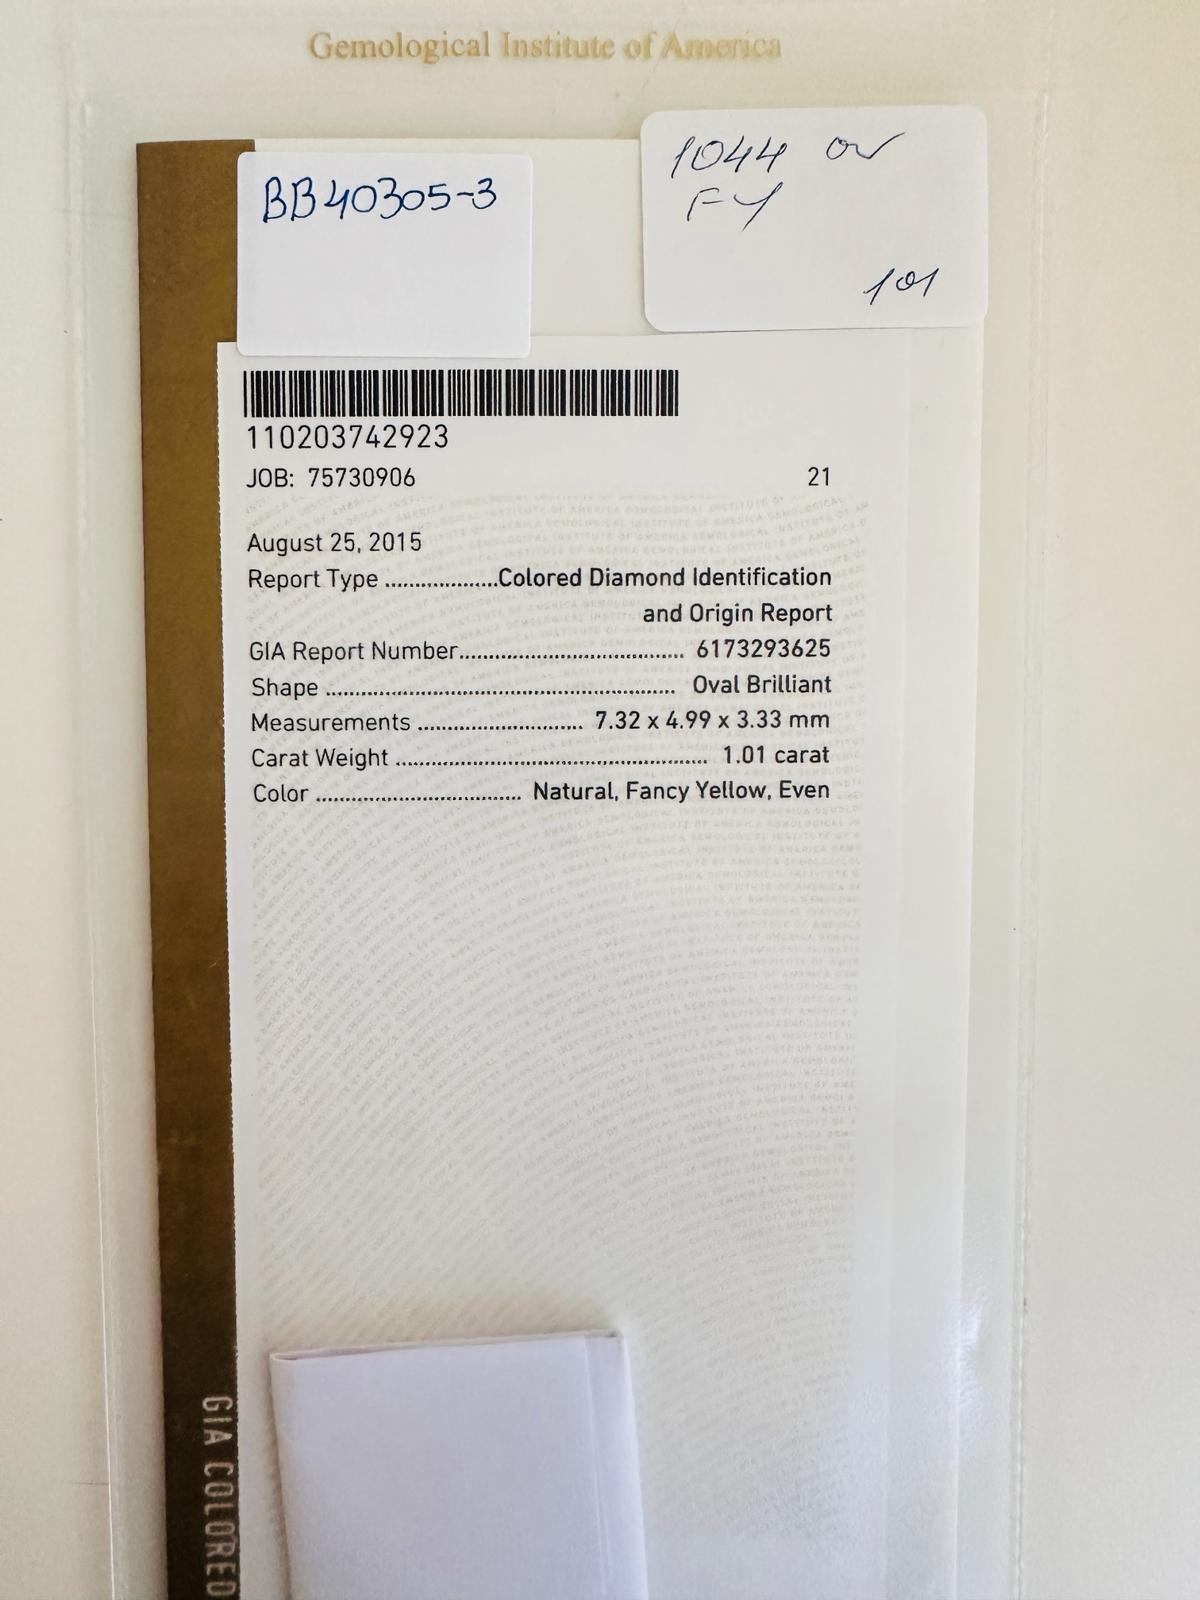 Gemological Institute of America
BB40305-3
1044 ov
FY
101
110203742923
JOB: 75730906 21
August 25, 2015
Report Type ..................Colored Diamond Identification
and Origin Report
GIA Report Number...................................... 6173293625
Shape .......................................................... Oval Brilliant
Measurements ............................ 7.32 x 4.99 x 3.33 mm
Carat Weight ..................................................... 1.01 carat
Color ................................... Natural, Fancy Yellow, Even
GIA COLORED